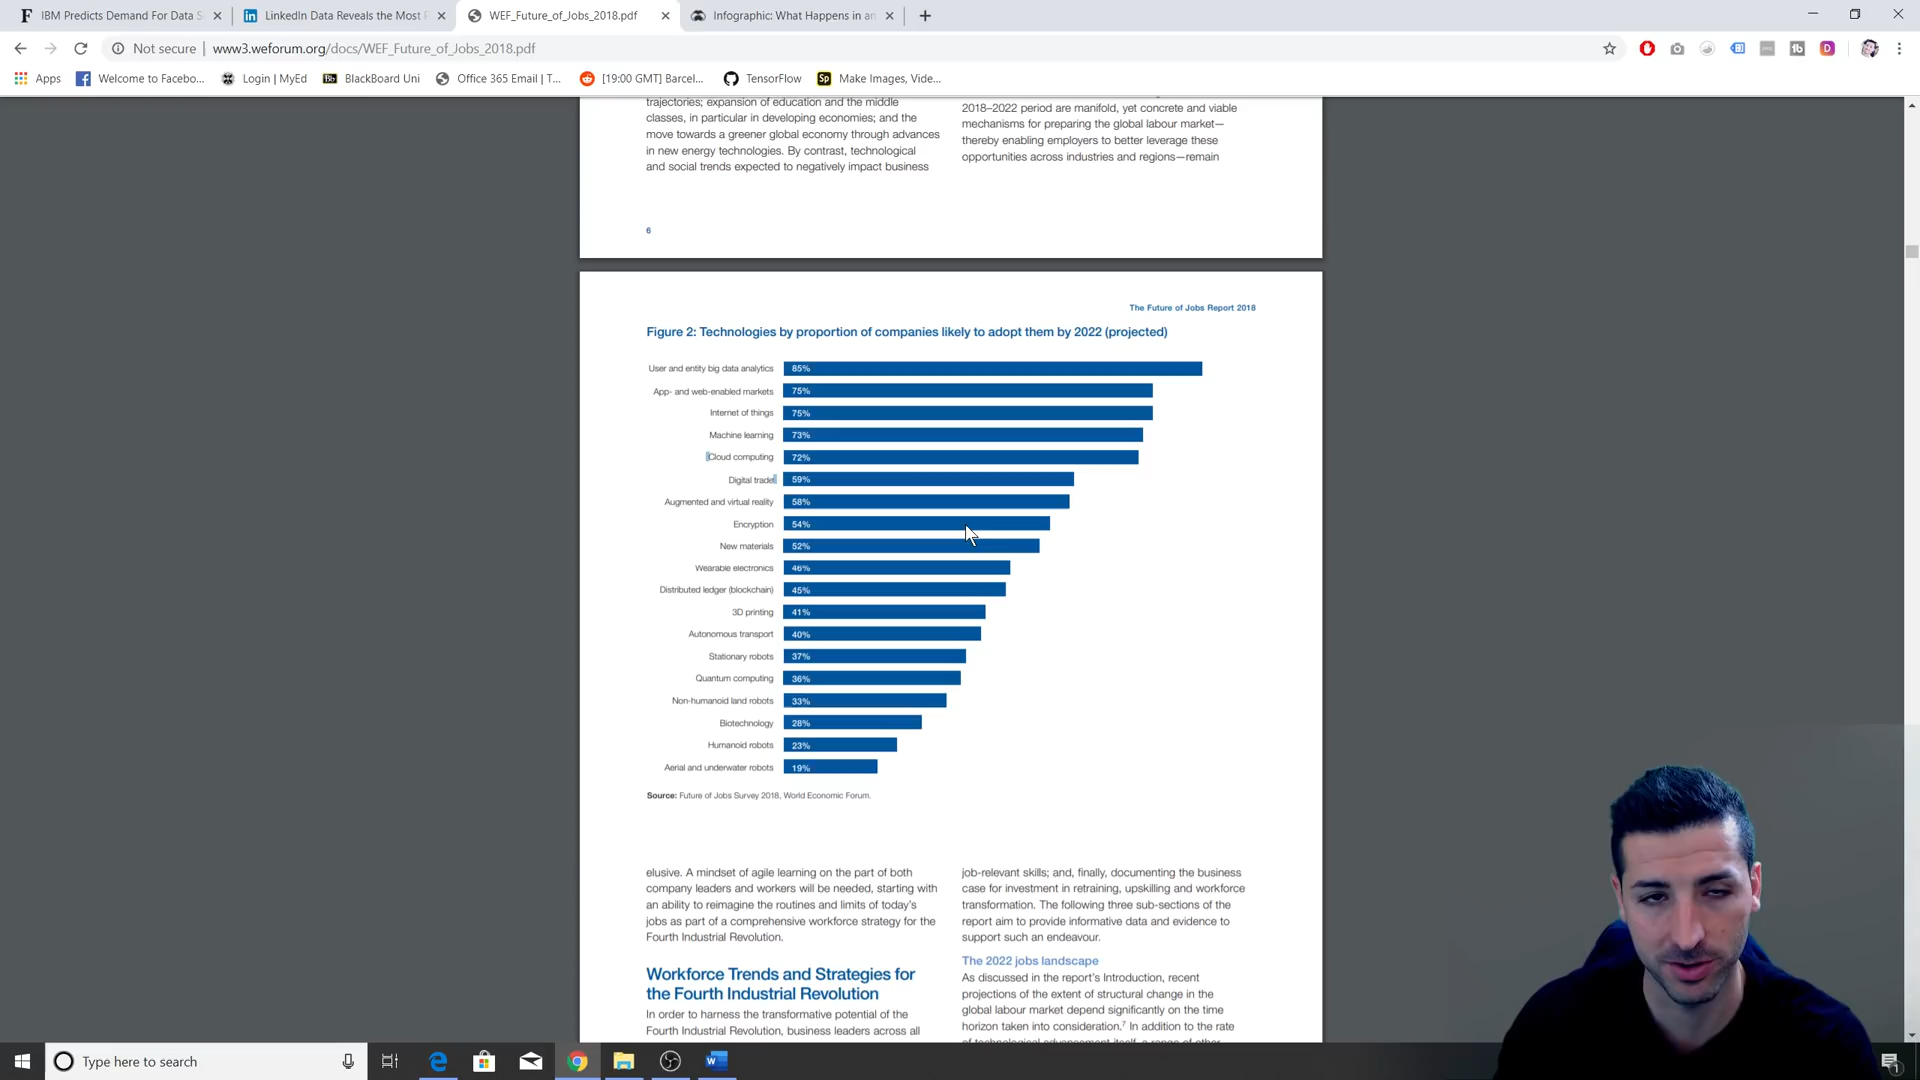 IBM Predicts Demand For Data S
LinkedIn Data Reveals the Most
WEF_Future_of_Jobs_2018.pdf
Infographic: What Happens in an
Not secure | www3.weforum.org/docs/WEF_Future_of_Jobs_2018.pdf
Apps
Welcome to Facebo...
Login | MyEd
BlackBoard Uni
Office 365 Email | T...
[19:00 GMT] Barcel...
TensorFlow
Make Images, Vide...
trajectories; expansion of education and the middle
classes, in particular in developing economies; and the
move towards a greener global economy through advances
in new energy technologies. By contrast, technological
and social trends expected to negatively impact business
2018–2022 period are manifold, yet concrete and viable
mechanisms for preparing the global labour market—
thereby enabling employers to better leverage these
opportunities across industries and regions—remain
6
The Future of Jobs Report 2018
Figure 2: Technologies by proportion of companies likely to adopt them by 2022 (projected)
User and entity big data analytics 85%
App- and web-enabled markets 75%
Internet of things 75%
Machine learning 73%
Cloud computing 72%
Digital trade 59%
Augmented and virtual reality 58%
Encryption 54%
New materials 52%
Wearable electronics 46%
Distributed ledger (blockchain) 45%
3D printing 41%
Autonomous transport 40%
Stationary robots 37%
Quantum computing 36%
Non-humanoid land robots 33%
Biotechnology 28%
Humanoid robots 23%
Aerial and underwater robots 19%
Source: Future of Jobs Survey 2018, World Economic Forum.
elusive. A mindset of agile learning on the part of both
company leaders and workers will be needed, starting with
an ability to reimagine the routines and limits of today's
jobs as part of a comprehensive workforce strategy for the
Fourth Industrial Revolution.
Workforce Trends and Strategies for
the Fourth Industrial Revolution
In order to harness the transformative potential of the
Fourth Industrial Revolution, business leaders across all
job-relevant skills; and, finally, documenting the business
case for investment in retraining, upskilling and workforce
transformation. The following three sub-sections of the
report aim to provide informative data and evidence to
support such an endeavour.
The 2022 jobs landscape
As discussed in the report's Introduction, recent
projections of the extent of structural change in the
global labour market depend significantly on the time
horizon taken into consideration.7 In addition to the rate
of technological advancement itself, a range of other
Type here to search